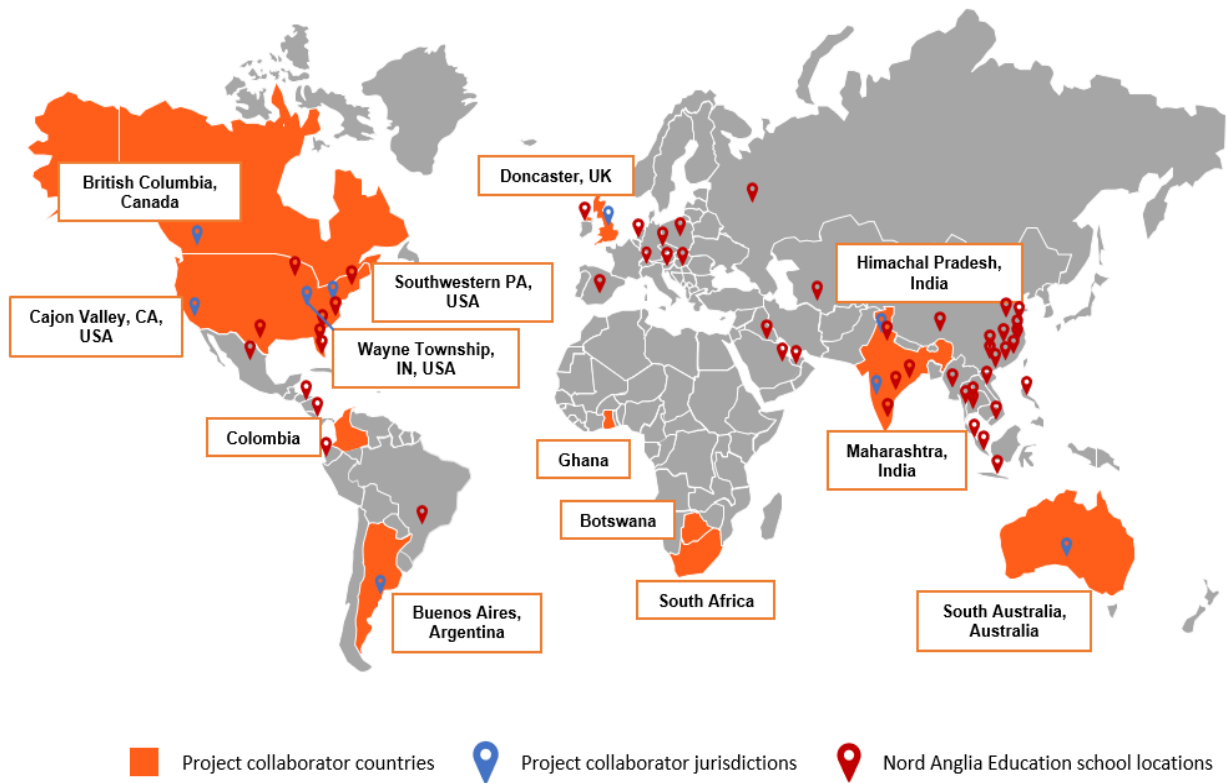 British Columbia,
Canada
Doncaster, UK
Himachal Pradesh,
India
Southwestern PA,
USA
Cajon Valley, CA,
USA
Wayne Township,
IN, USA
Colombia
Ghana
Maharashtra,
India
Botswana
South Africa
Buenos Aires,
Argentina
South Australia,
Australia
Project collaborator countries
Project collaborator jurisdictions
Nord Anglia Education school locations